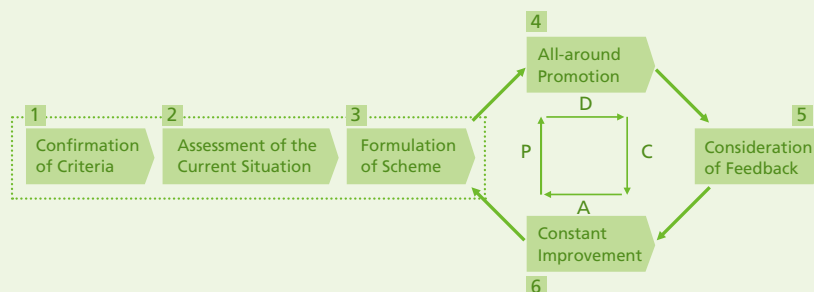 1
Confirmation
of Criteria
2
Assessment of the
Current Situation
3
Formulation
of Scheme
4
All-around
Promotion
D
P
C
A
5
Consideration
of Feedback
Constant
Improvement
6